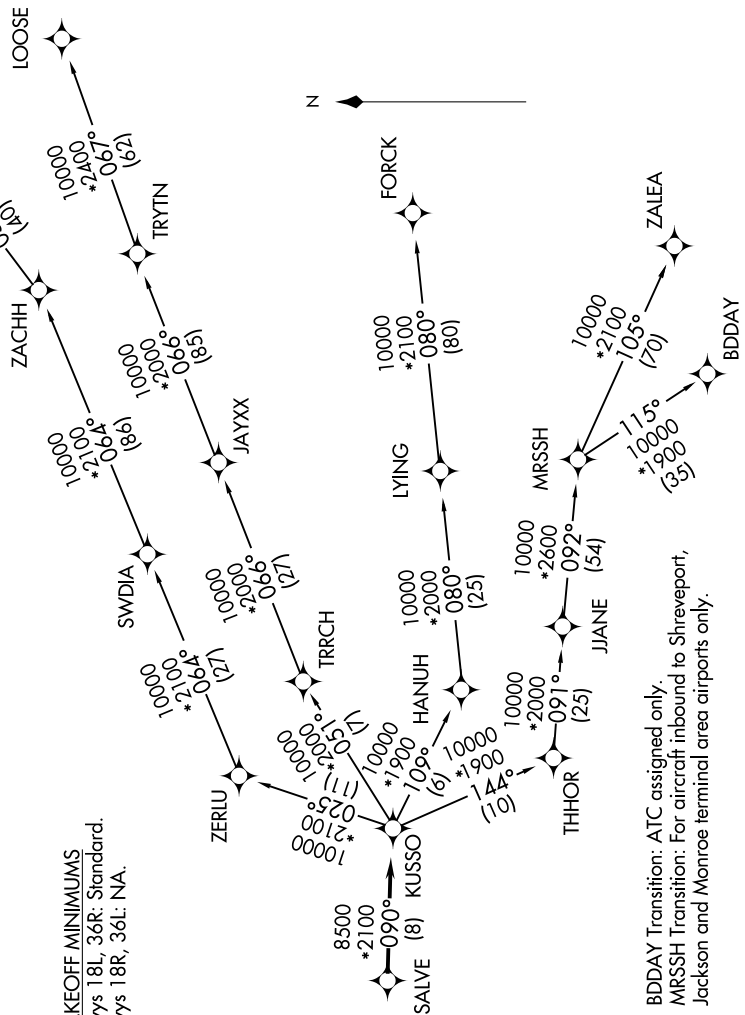 LOOSE
10000
*2400
067°
(62)
(40)
ZACHH
TRYTN
N
FORCK
ZALEA
10000
*2100
064°
(86)
10000
*2000
066°
(85)
10000
*2100
080°
(80)
10000
*2100
105°
(70)
BDDAY
115°
10000
*1900
(35)
JAYXX
LYING
MRSSH
SWDIA
10000
*2100
064°
(27)
10000
*2000
066°
(27)
10000
*2000
080°
(25)
10000
*2600
092°
(54)
TRRCH
HANUH
JJANE
ZERLU
10000
*2100
025°
(11)
10000
*2000
051°
(7)
10000
*1900
109°
(6)
10000
*1900
144°
(10)
10000
*2000
091°
(25)
THHOR
KUSSO
8500
*2100
090°
(8)
SALVE
KEOFF MINIMUMS
ys 18L, 36R: Standard.
ys 18R, 36L: NA.
BDDAY Transition: ATC assigned only.
MRSSH Transition: For aircraft inbound to Shreveport,
Jackson and Monroe terminal area airports only.